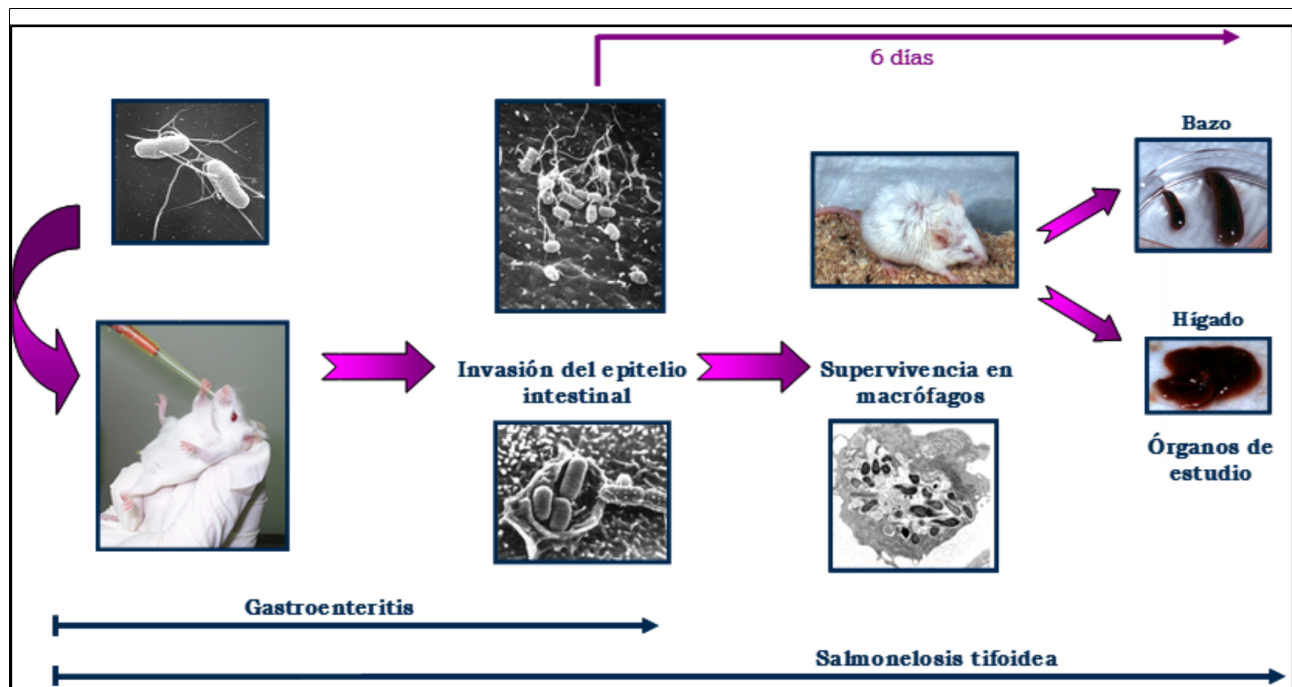 6 días
Bazo
Invasión del epitelio
intestinal
Supervivencia en
macrófagos
Hígado
Órganos de
estudio
Gastroenteritis
Salmonelosis tifoidea